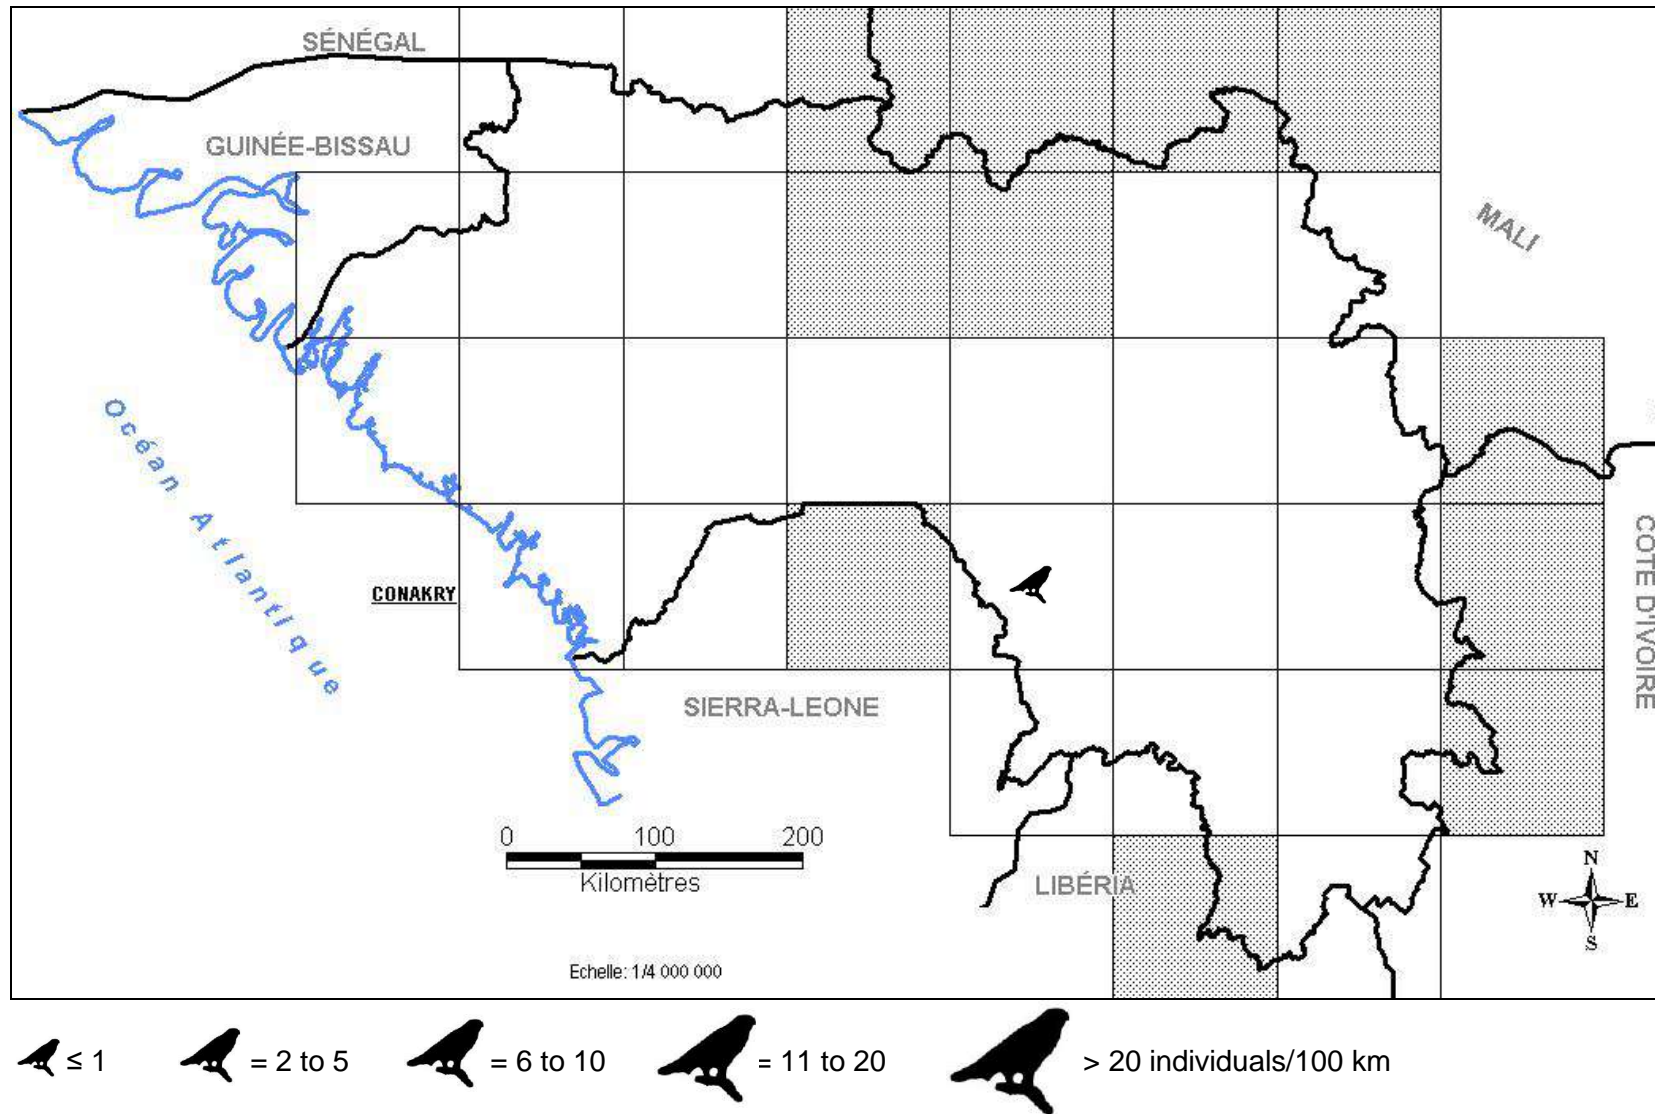 SÉNÉGAL
GUINÉE-BISSAU
MALI
Océan Atlantique
CONAKRY
COTE D'IVOIRE
SIERRA-LEONE
0 100 200
Kilomètres
LIBÉRIA
N
W E
S
Echelle: 1/4 000 000
≤ 1 = 2 to 5 = 6 to 10 = 11 to 20 > 20 individuals/100 km